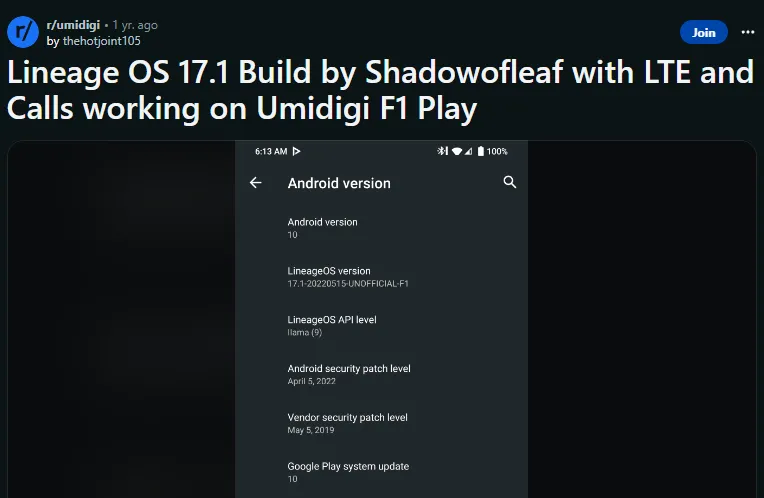 r/ r/umidigi • 1 yr. ago
by thehotjoint105
Join
Lineage OS 17.1 Build by Shadowofleaf with LTE and
Calls working on Umidigi F1 Play
6:13 AM 100%
Android version
Android version
10
LineageOS version
17.1-20220515-UNOFFICIAL-F1
LineageOS API level
llama (9)
Android security patch level
April 5, 2022
Vendor security patch level
May 5, 2019
Google Play system update
10